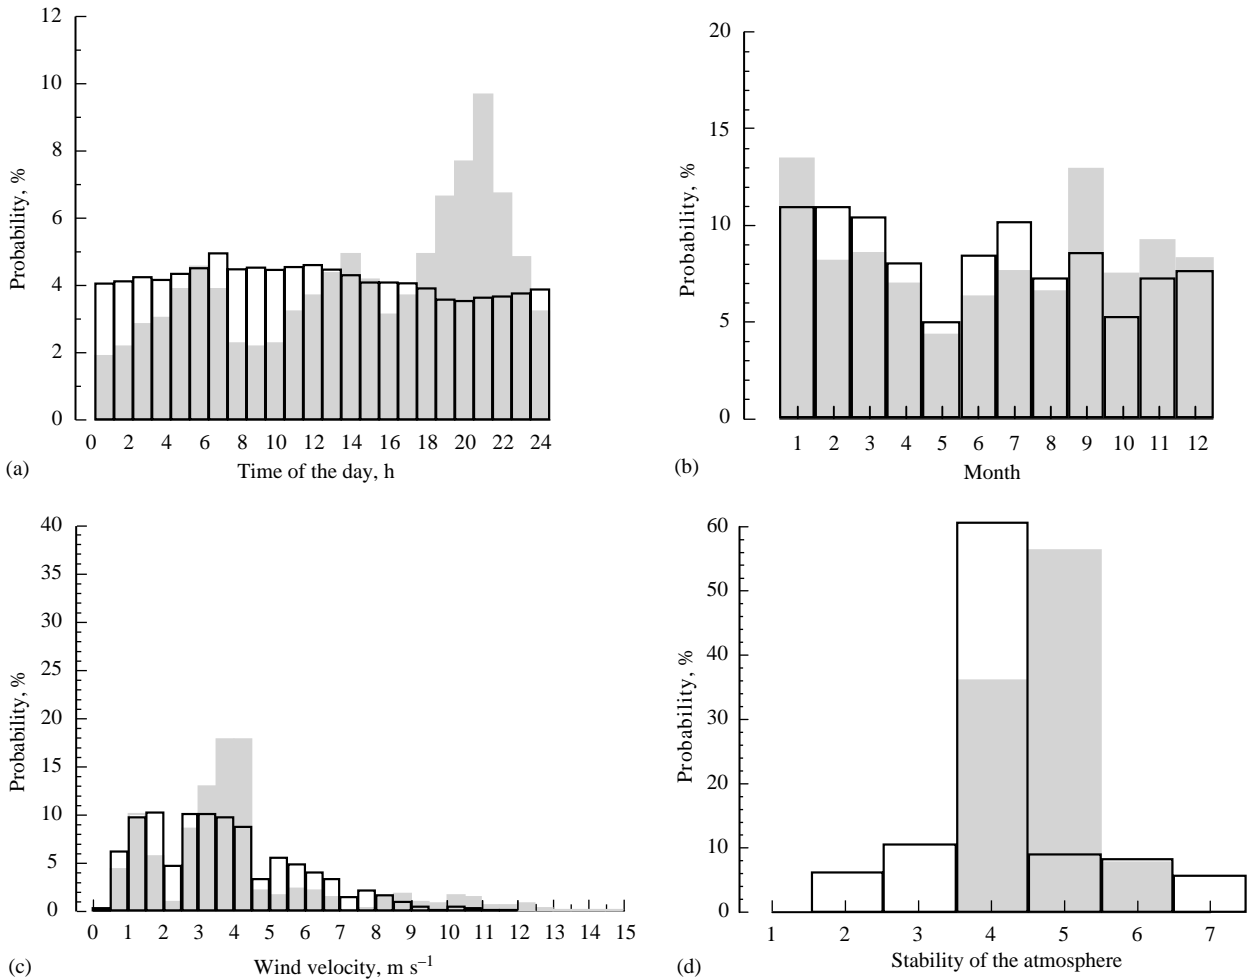 12
10
8
6
4
2
0
Probability, %
0 2 4 6 8 10 12 14 16 18 20 22 24
Time of the day, h
(a)
20
15
10
5
0
Probability, %
1 2 3 4 5 6 7 8 9 10 11 12
Month
(b)
40
35
30
25
20
15
10
5
0
Probability, %
0 1 2 3 4 5 6 7 8 9 10 11 12 13 14 15
Wind velocity, m s⁻¹
(c)
60
50
40
30
20
10
0
Probability, %
1 2 3 4 5 6 7
Stability of the atmosphere
(d)